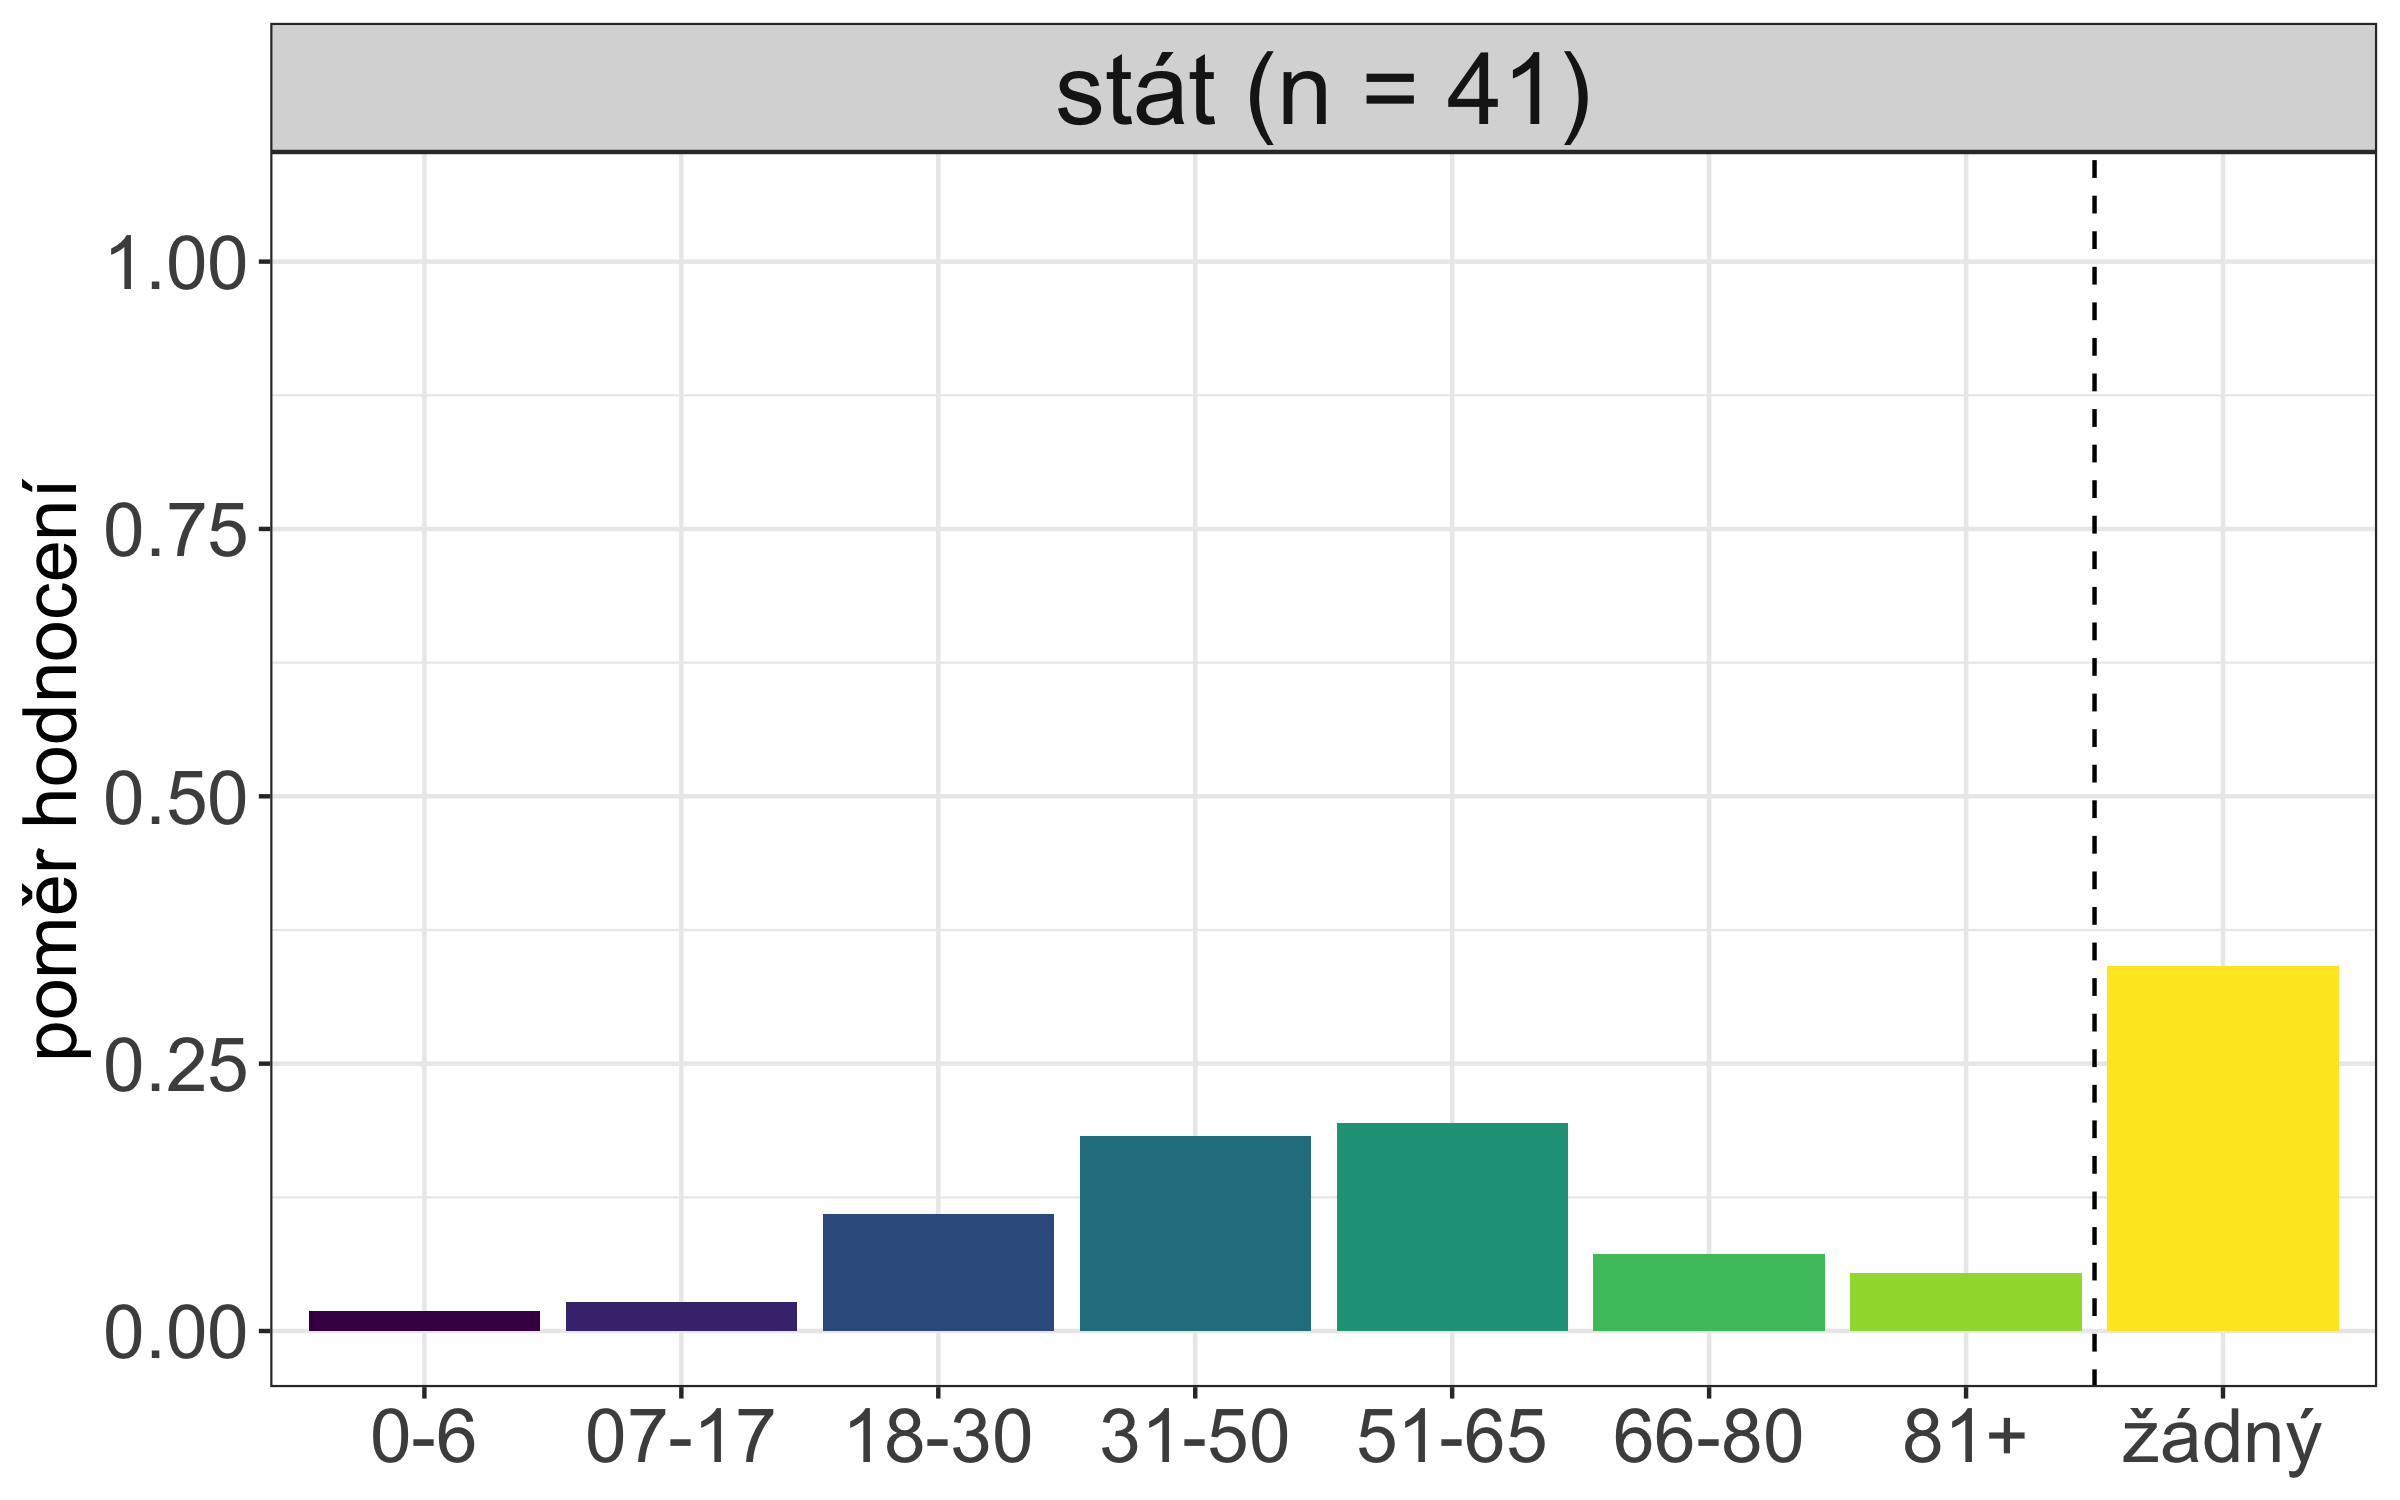 stát (n = 41)
poměr hodnocení
1.00
0.75
0.50
0.25
0.00
0-6 07-17 18-30 31-50 51-65 66-80 81+ žádný